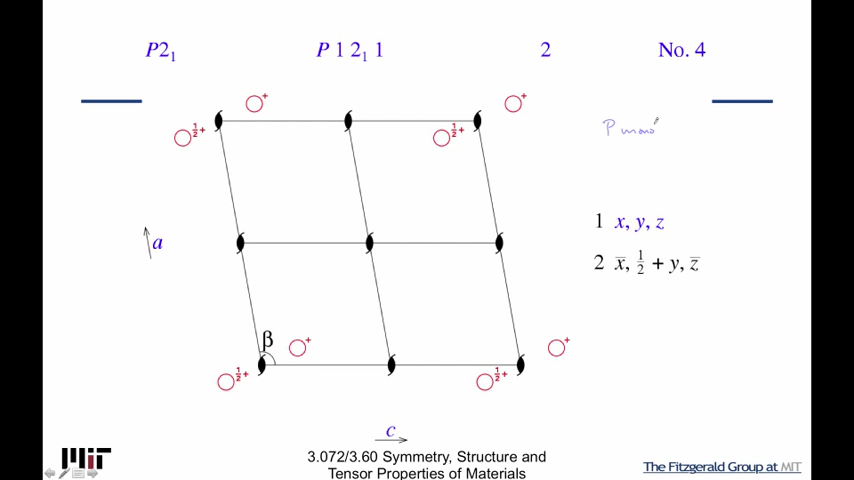 P2₁ P 1 2₁ 1 2 No. 4
+ +
½+ ½+
P mono
1 x, y, z
a
2 x̄, ½ + y, z̄
β
+ +
½+ ½+
c
MIT
3.072/3.60 Symmetry, Structure and
Tensor Properties of Materials
The Fitzgerald Group at MIT